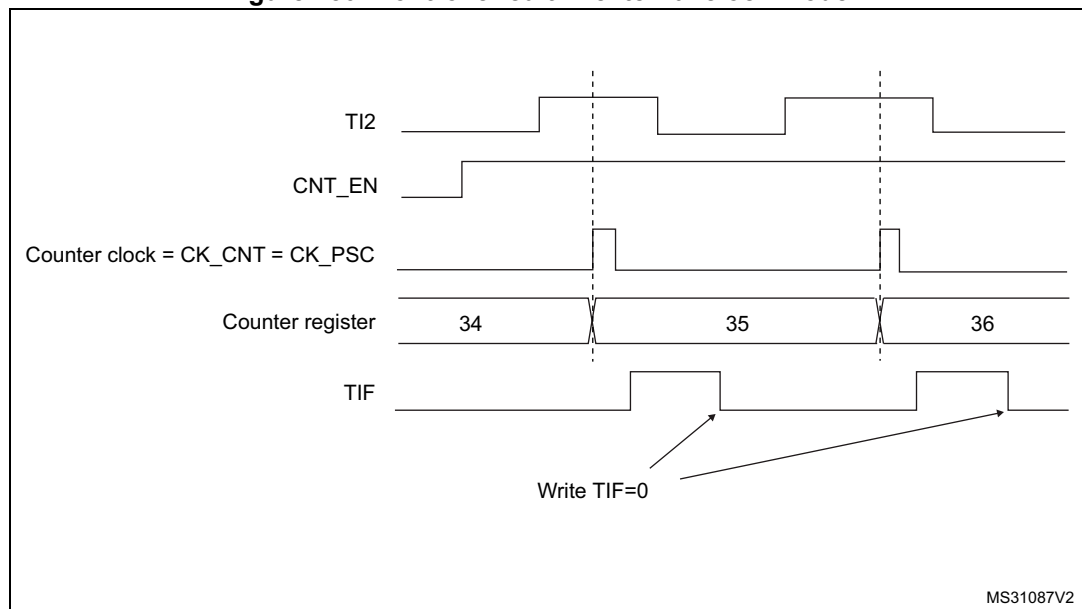 TI2
CNT_EN
Counter clock = CK_CNT = CK_PSC
Counter register
34
35
36
TIF
Write TIF=0
MS31087V2